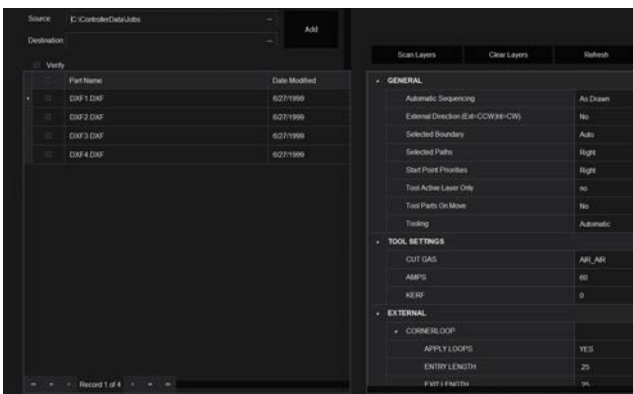 Source: C:\ControllerData\Jobs ...
Add
Destination: ...
Verify
Scan Layers Clear Layers Refresh
Part Name Date Modified
DXF1.DXF 6/27/1999
DXF2.DXF 6/27/1999
DXF3.DXF 6/27/1999
DXF4.DXF 6/27/1999
Record 1 of 4
GENERAL
Automatic Sequencing As Drawn
External Direction (Ext=CCW,Int=CW) No
Selected Boundary Auto
Selected Paths Right
Start Point Priorities Right
Tool Active Layer Only no
Tool Parts On Move No
Tooling Automatic
TOOL SETTINGS
CUT GAS AIR_AIR
AMPS 60
KERF 0
EXTERNAL
CORNERLOOP
APPLY LOOPS YES
ENTRY LENGTH .25
EXIT LENGTH .25